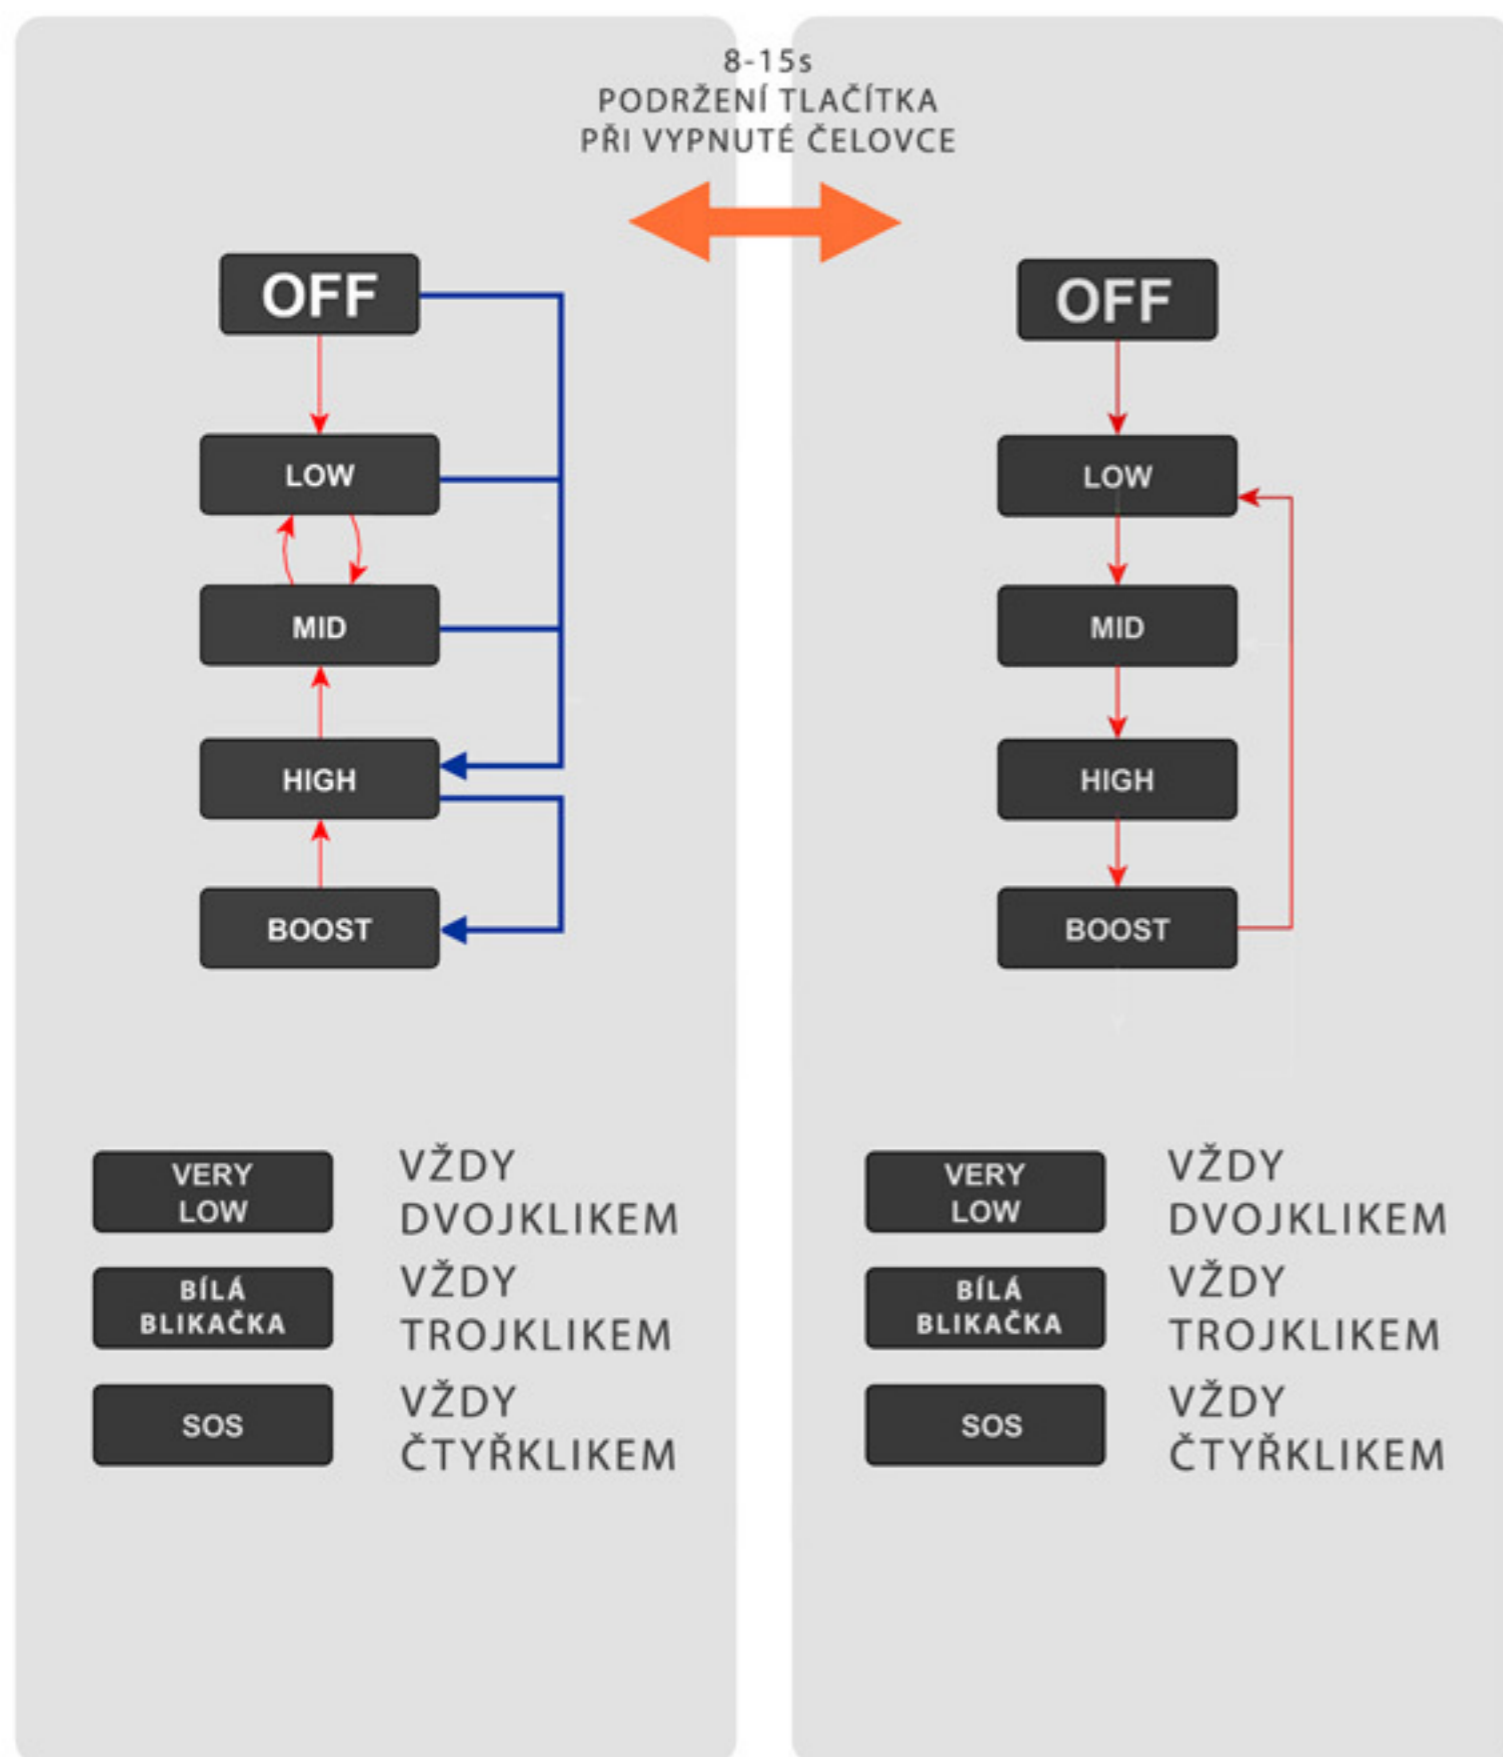 8-15s
PODRŽENÍ TLAČÍTKA
PŘI VYPNUTÉ ČELOVCE
OFF
LOW
MID
HIGH
BOOST
VERY
LOW
VŽDY
DVOJKLIKEM
BÍLÁ
BLIKAČKA
VŽDY
TROJKLIKEM
SOS
VŽDY
ČTYŘKLIKEM
OFF
LOW
MID
HIGH
BOOST
VERY
LOW
VŽDY
DVOJKLIKEM
BÍLÁ
BLIKAČKA
VŽDY
TROJKLIKEM
SOS
VŽDY
ČTYŘKLIKEM